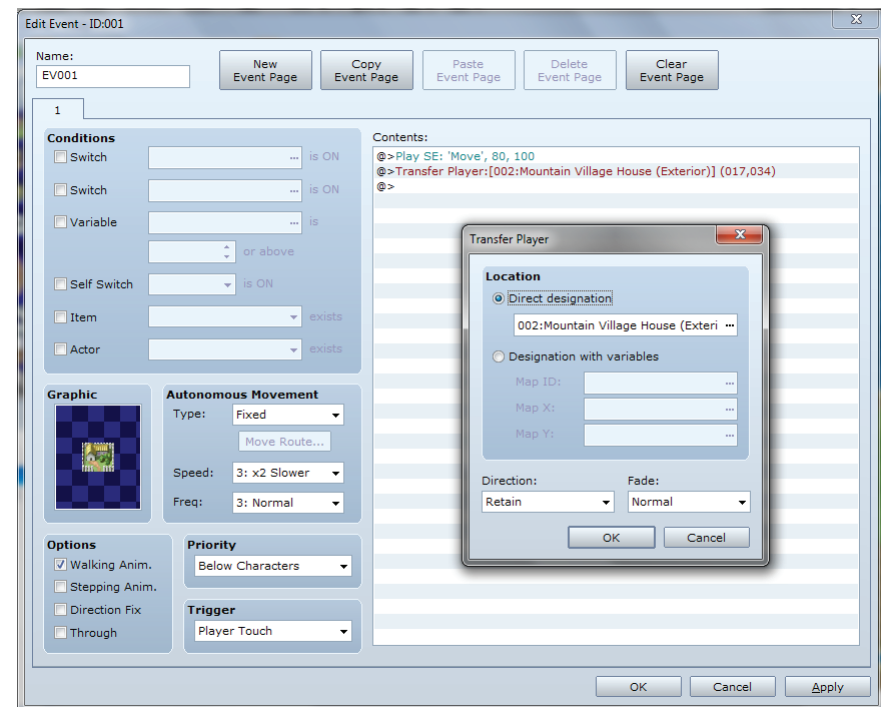 Edit Event - ID:001
Name:
EV001
New Event Page
Copy Event Page
Paste Event Page
Delete Event Page
Clear Event Page
1
Conditions
Switch ... is ON
Switch ... is ON
Variable ... is
or above
Self Switch is ON
Item exists
Actor exists
Graphic
Autonomous Movement
Type: Fixed
Move Route...
Speed: 3: x2 Slower
Freq: 3: Normal
Options
Walking Anim.
Stepping Anim.
Direction Fix
Through
Priority
Below Characters
Trigger
Player Touch
Contents:
@>Play SE: 'Move', 80, 100
@>Transfer Player:[002:Mountain Village House (Exterior)] (017,034)
@>
Transfer Player
Location
Direct designation
002:Mountain Village House (Exteri ...
Designation with variables
Map ID: ...
Map X: ...
Map Y: ...
Direction:
Retain
Fade:
Normal
OK
Cancel
OK
Cancel
Apply